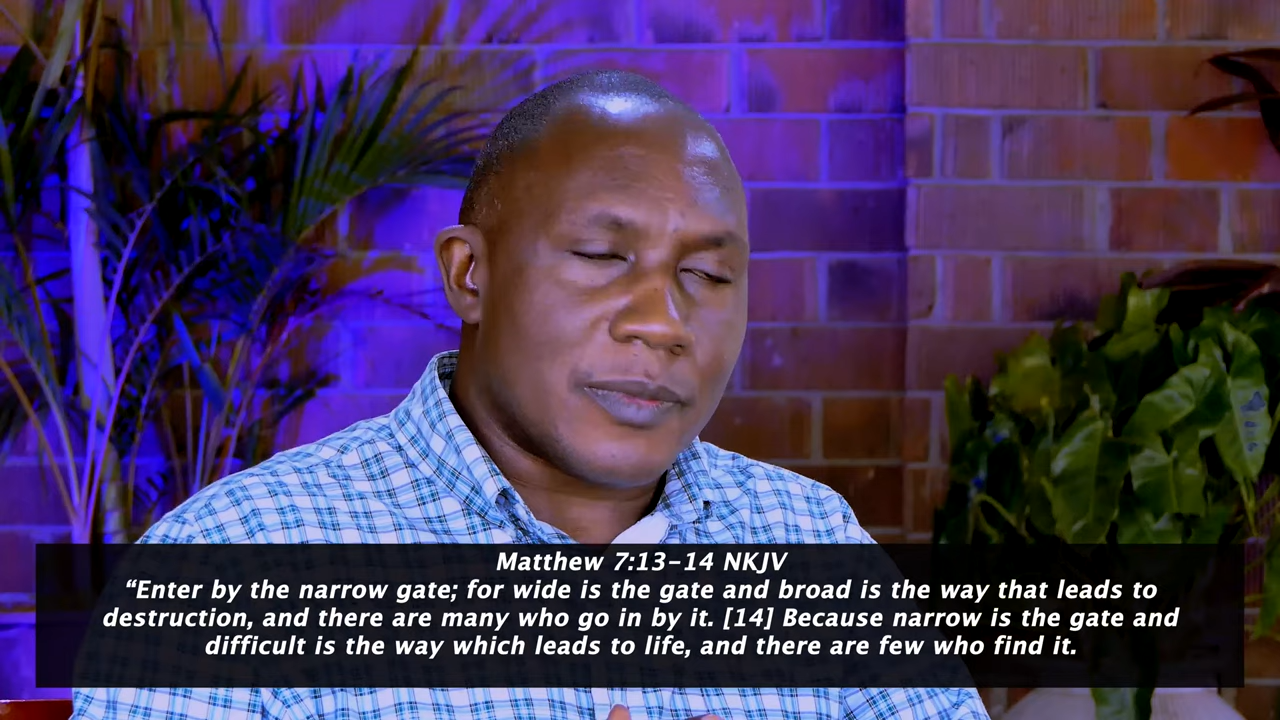 Matthew 7:13-14 NKJV
“Enter by the narrow gate; for wide is the gate and broad is the way that leads to
destruction, and there are many who go in by it. [14] Because narrow is the gate and
difficult is the way which leads to life, and there are few who find it.